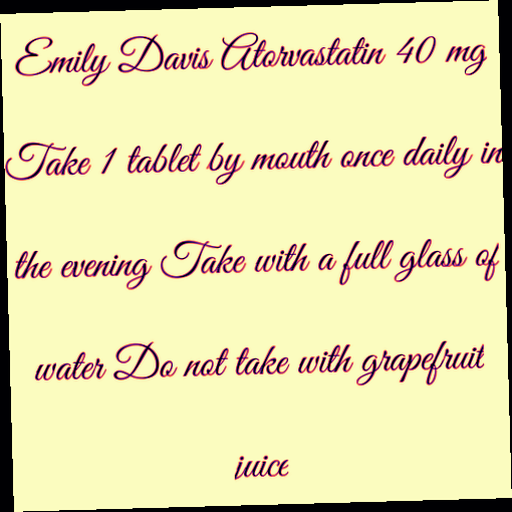 Emily Davis Atorvastatin 40 mg
Take 1 tablet by mouth once daily in
the evening Take with a full glass of
water Do not take with grapefruit
juice